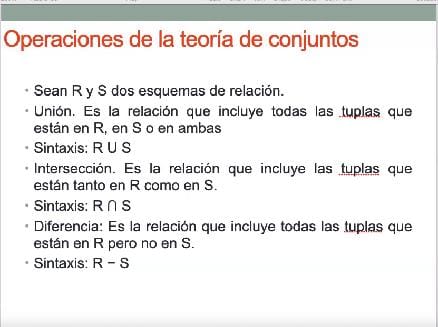 Operaciones de la teoría de conjuntos
• Sean R y S dos esquemas de relación.
• Unión. Es la relación que incluye todas las tuplas que
están en R, en S o en ambas
• Sintaxis: R U S
• Intersección. Es la relación que incluye las tuplas que
están tanto en R como en S.
• Sintaxis: R ∩ S
• Diferencia: Es la relación que incluye todas las tuplas que
están en R pero no en S.
• Sintaxis: R − S